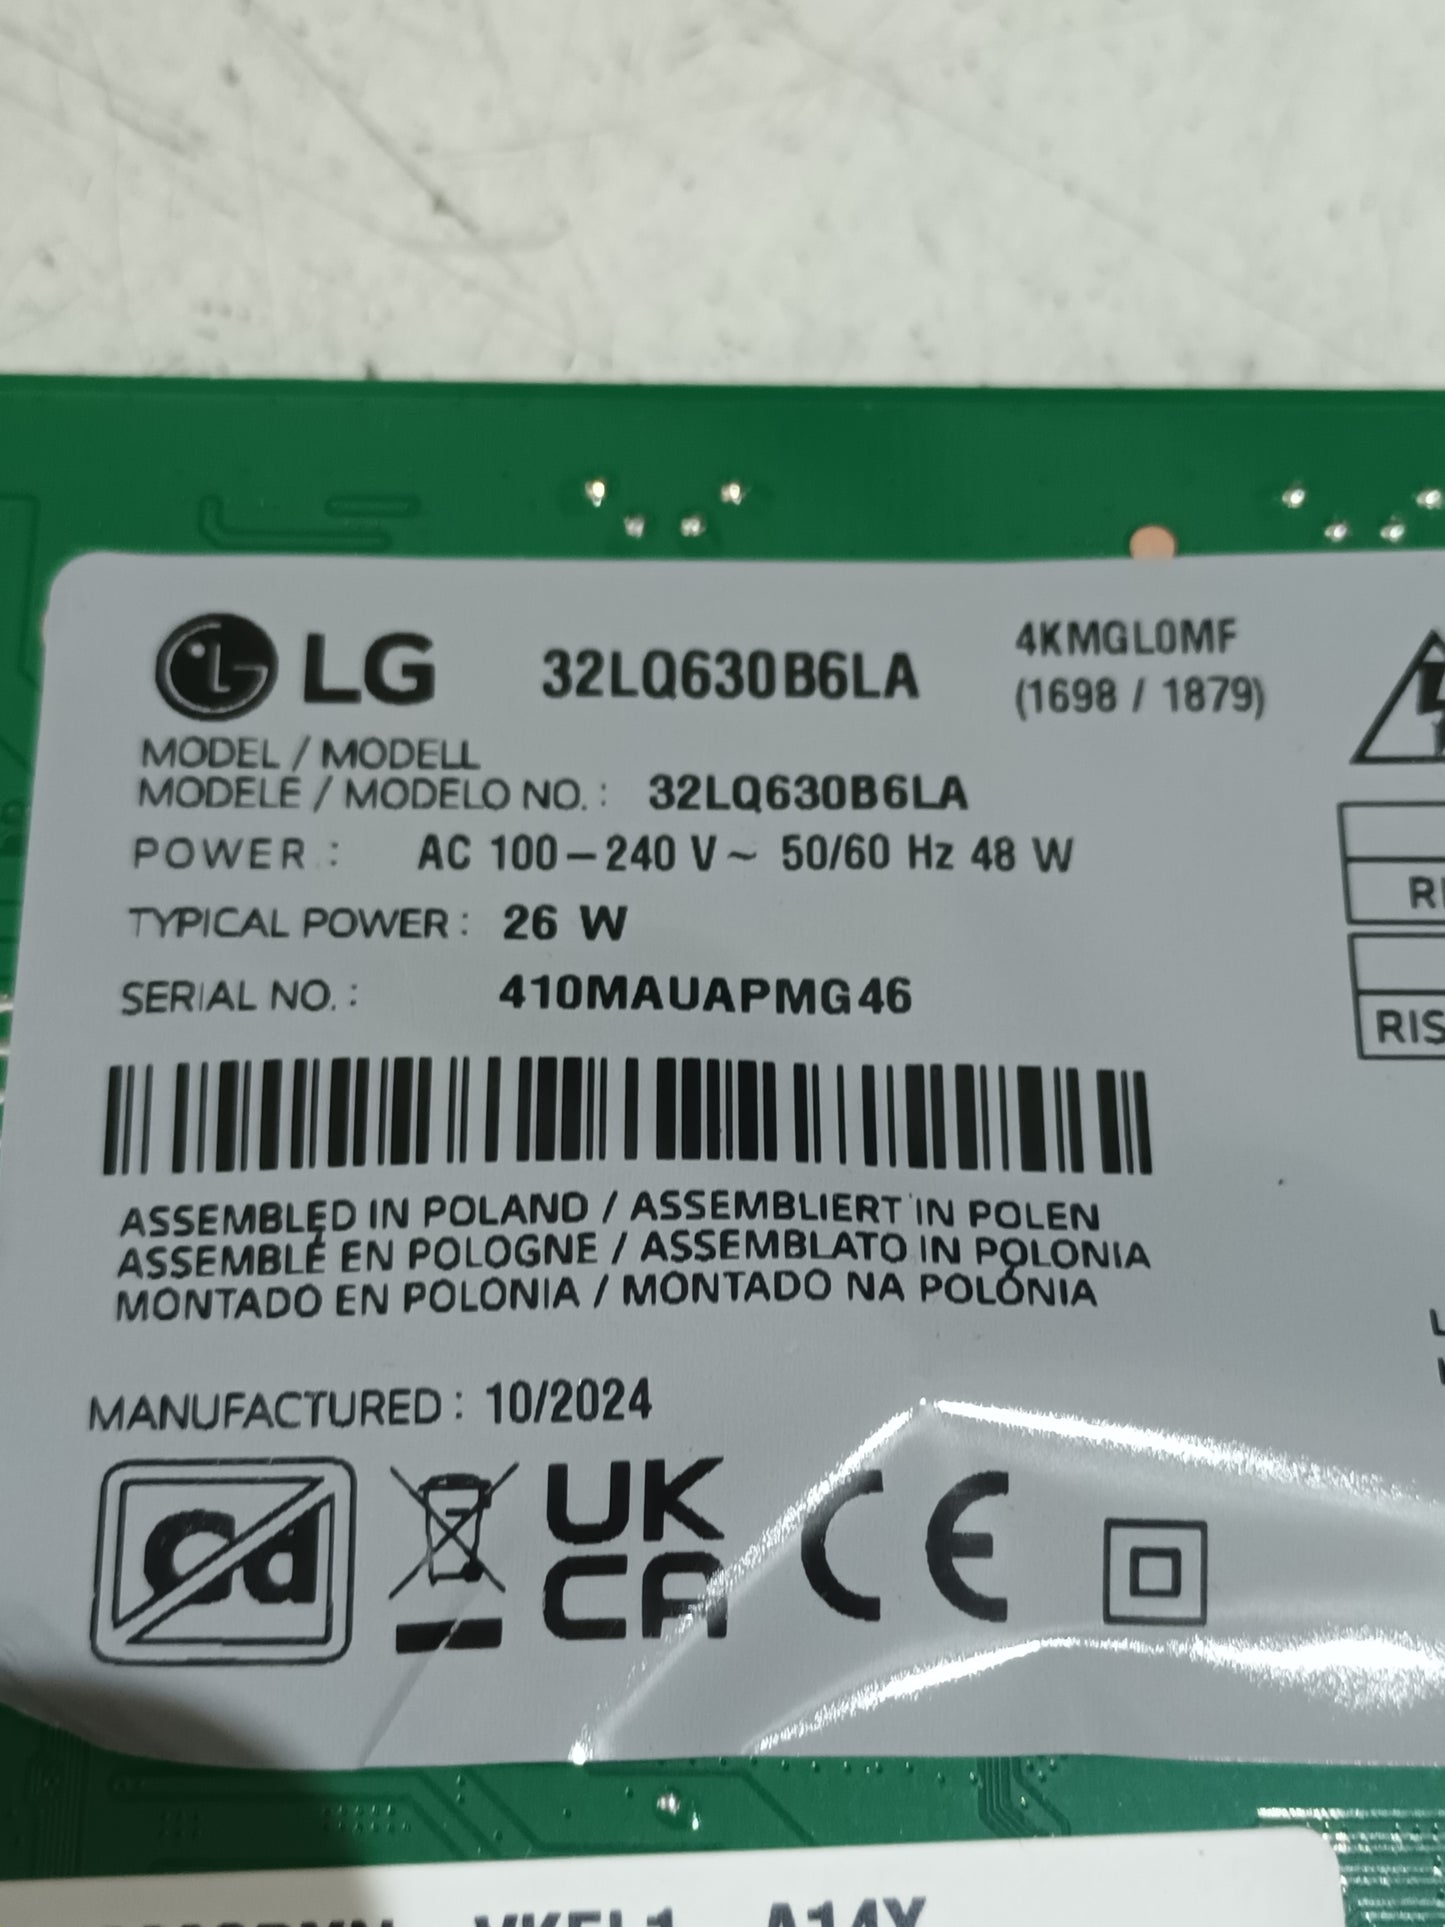 LG 32LQ630B6LA 4KMGL0MF
(1698 / 1879)
MODEL / MODELL
MODELE / MODELO NO. : 32LQ630B6LA
POWER : AC 100-240 V ~ 50/60 Hz 48 W
TYPICAL POWER : 26 W
SERIAL NO. : 410MAUAPMG46
ASSEMBLED IN POLAND / ASSEMBLIERT IN POLEN
ASSEMBLÉ EN POLOGNE / ASSEMBLATO IN POLONIA
MONTADO EN POLONIA / MONTADO NA POLÓNIA
MANUFACTURED : 10/2024
UK
CA
CE
A14Y